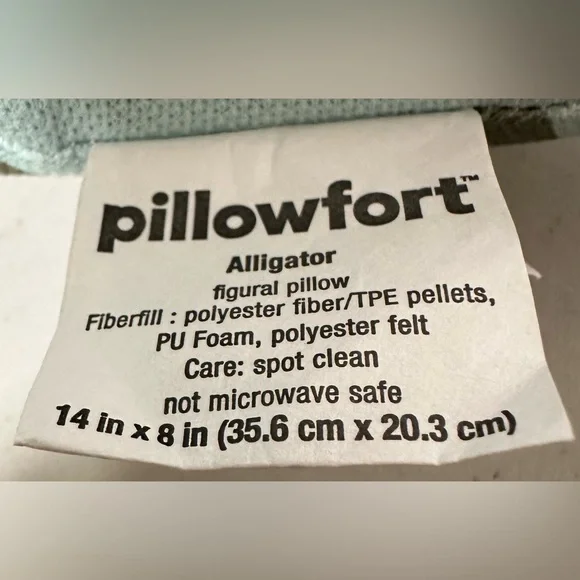 pillowfort™
Alligator
figural pillow
Fiberfill : polyester fiber/TPE pellets,
PU Foam, polyester felt
Care: spot clean
not microwave safe
14 in x 8 in (35.6 cm x 20.3 cm)